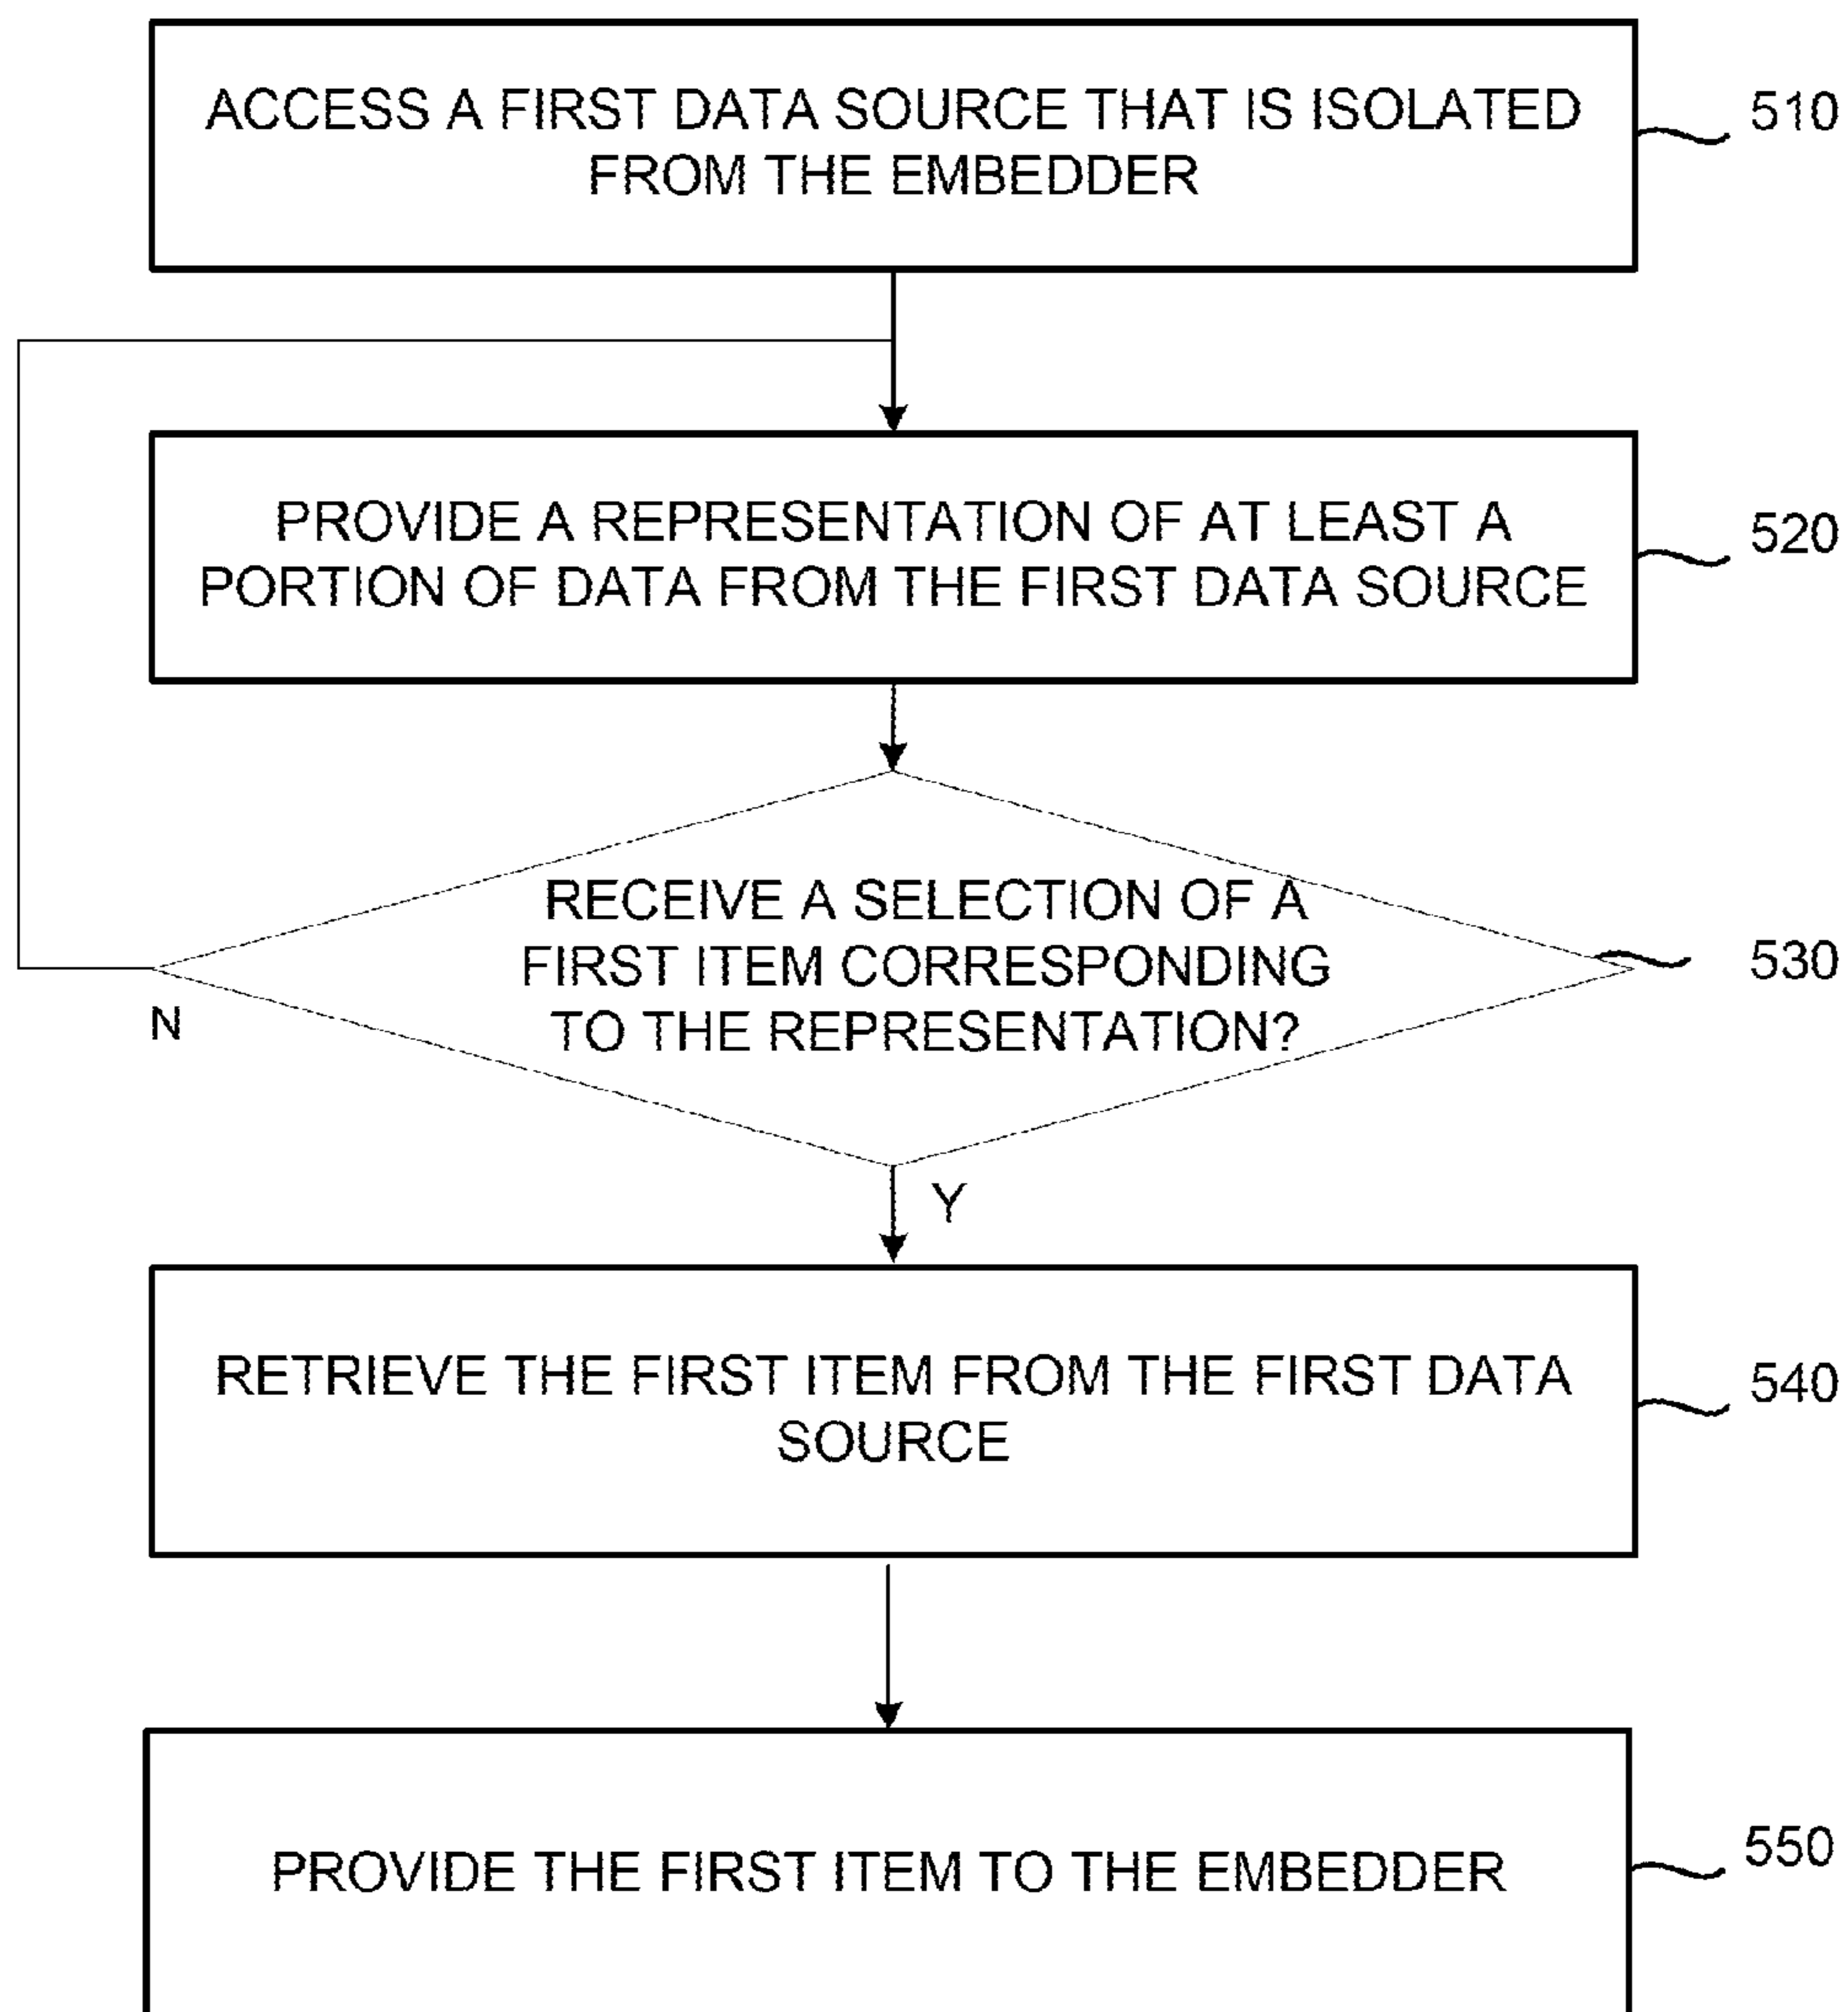 ACCESS A FIRST DATA SOURCE THAT IS ISOLATED
FROM THE EMBEDDER
510
PROVIDE A REPRESENTATION OF AT LEAST A
PORTION OF DATA FROM THE FIRST DATA SOURCE
520
RECEIVE A SELECTION OF A
FIRST ITEM CORRESPONDING
TO THE REPRESENTATION?
530
N
Y
RETRIEVE THE FIRST ITEM FROM THE FIRST DATA
SOURCE
540
PROVIDE THE FIRST ITEM TO THE EMBEDDER
550